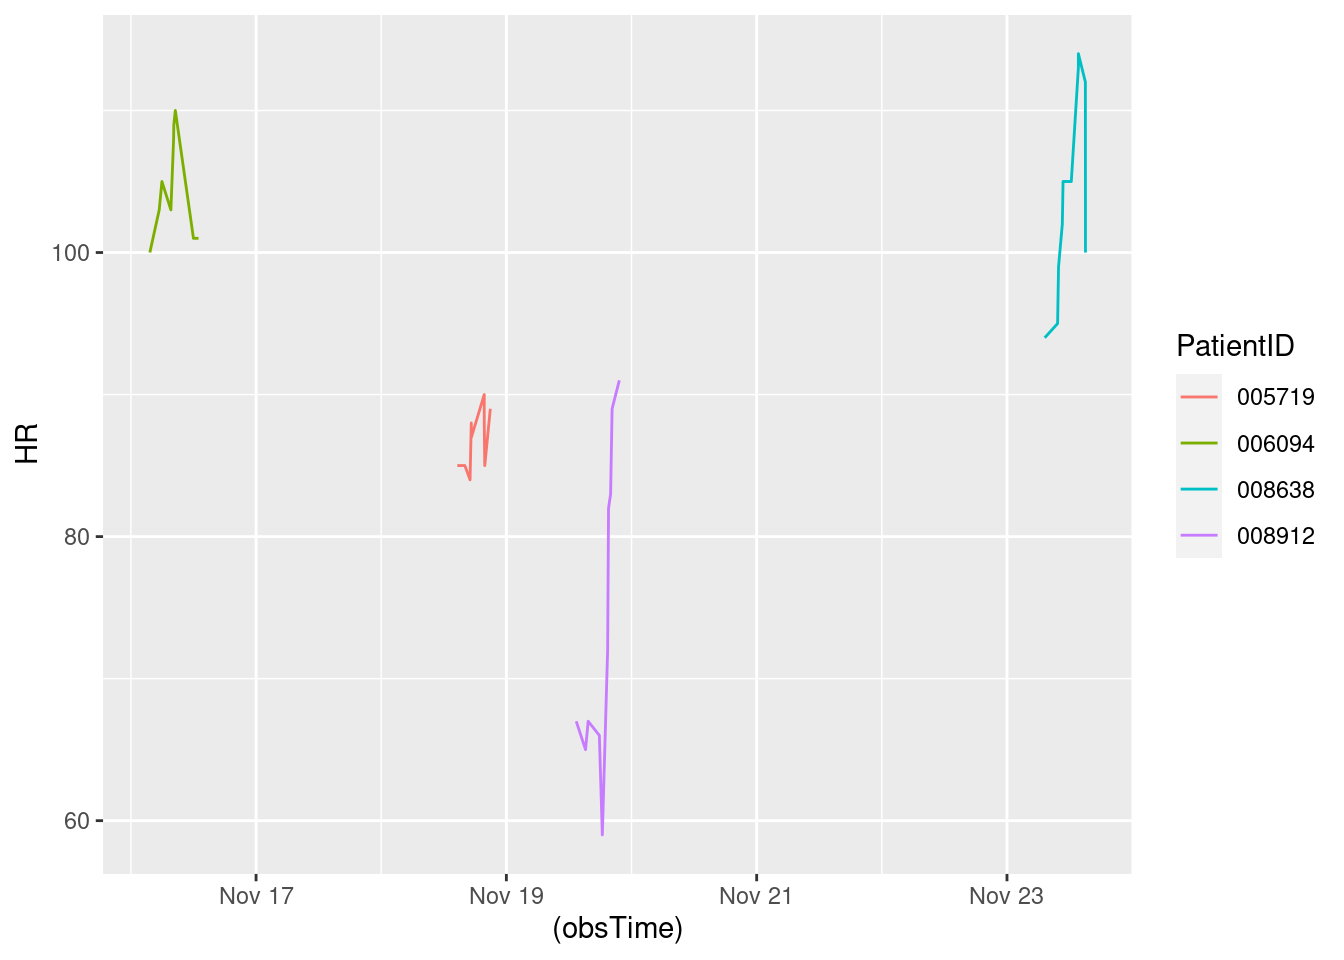 HR
100
80
60
Nov 17
Nov 19
Nov 21
Nov 23
(obsTime)
PatientID
005719
006094
008638
008912